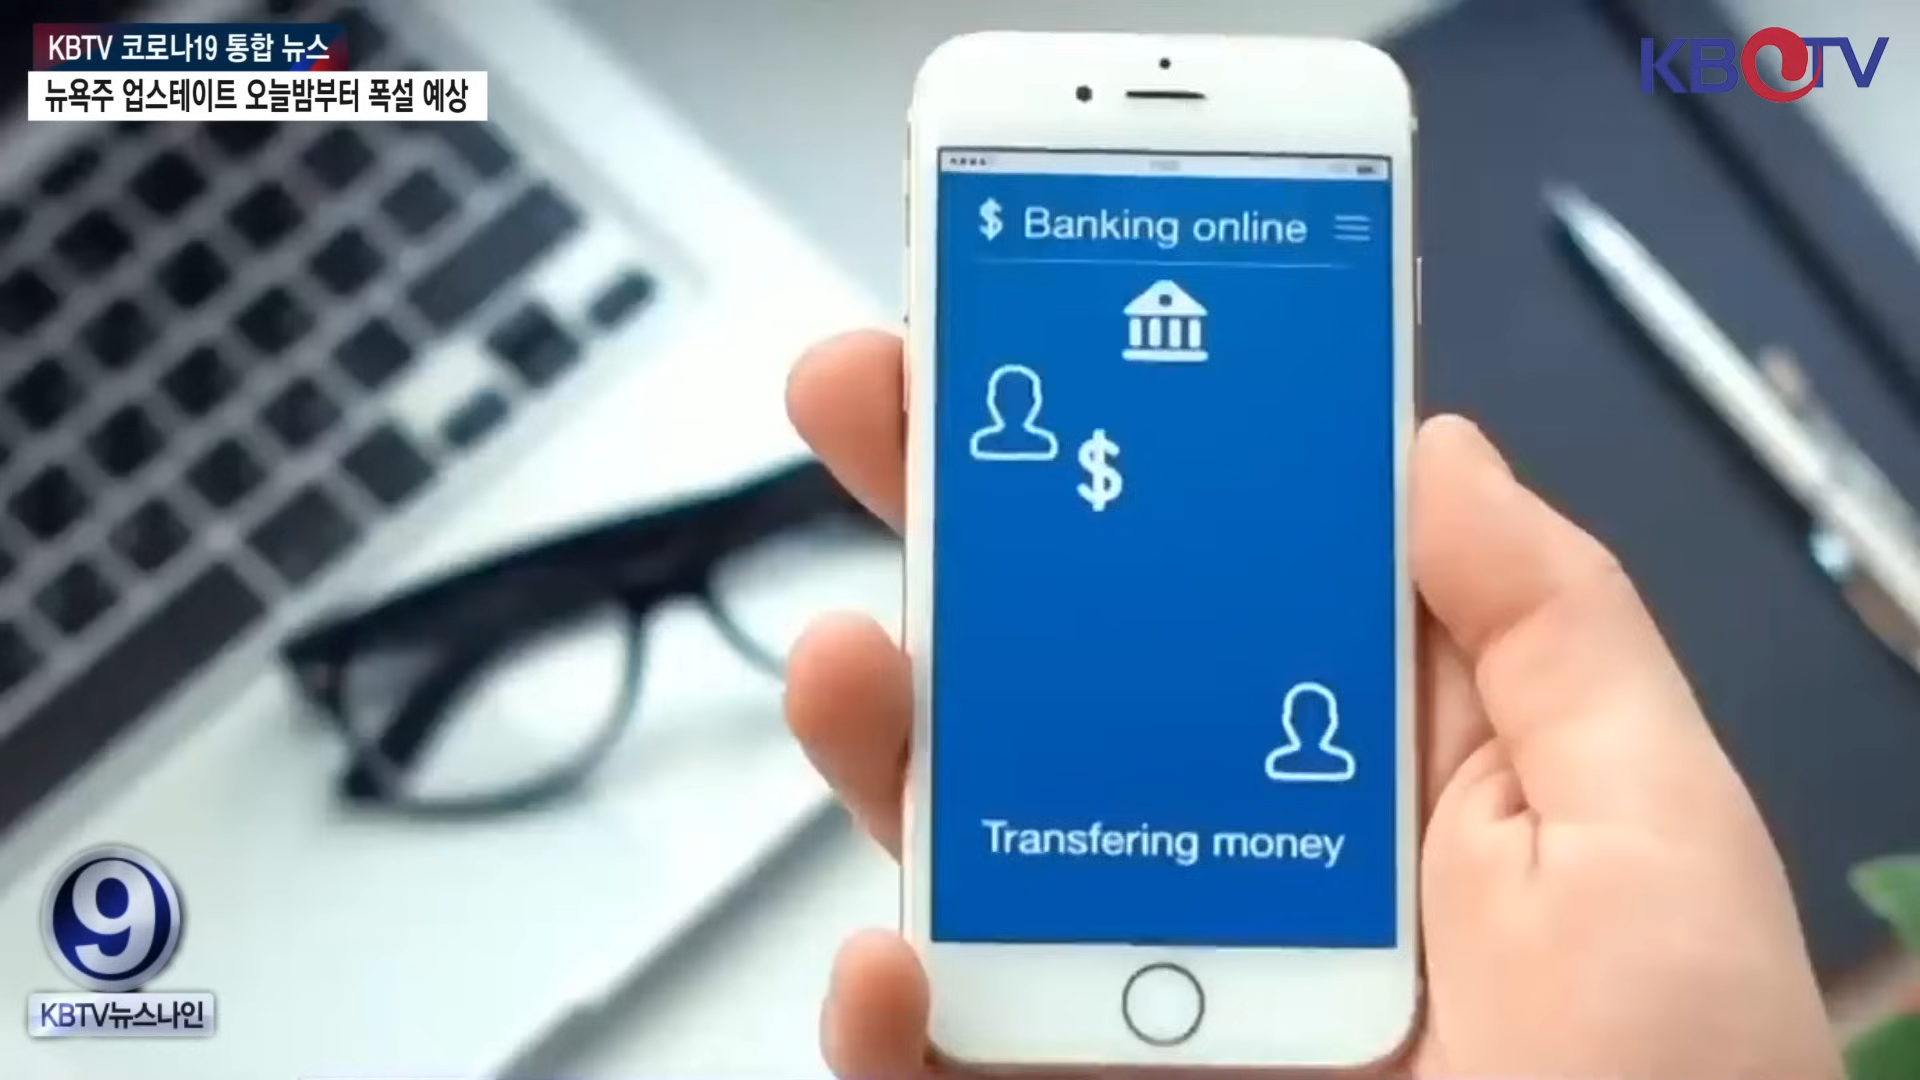 KBTV 코로나19 통합 뉴스
뉴욕주 업스테이트 오늘밤부터 폭설 예상
KBTV
$ Banking online
$
Transfering money
9
KBTV뉴스나인